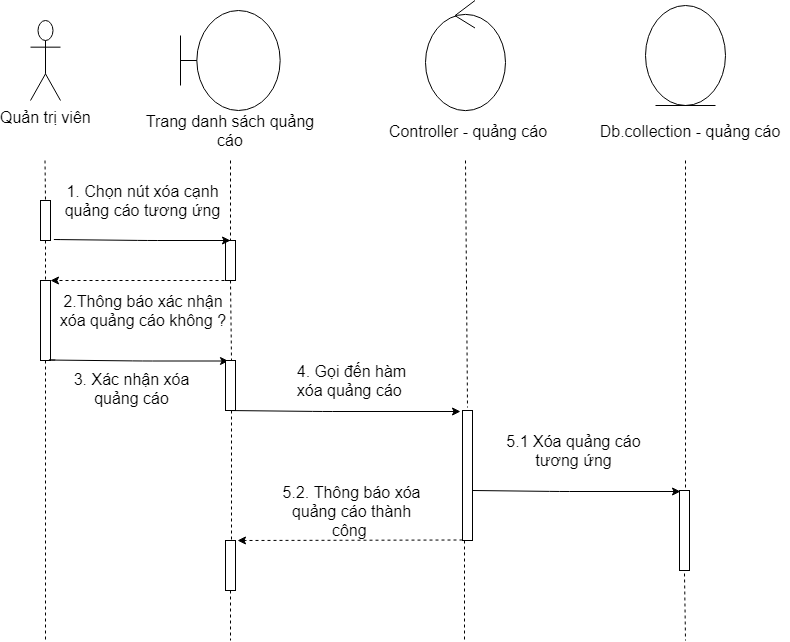 Quản trị viên
Trang danh sách quảng
cáo
Controller - quảng cáo
Db.collection - quảng cáo
1. Chọn nút xóa cạnh
quảng cáo tương ứng
2.Thông báo xác nhận
xóa quảng cáo không ?
3. Xác nhận xóa
quảng cáo
4. Gọi đến hàm
xóa quảng cáo
5.1 Xóa quảng cáo
tương ứng
5.2. Thông báo xóa
quảng cáo thành
công